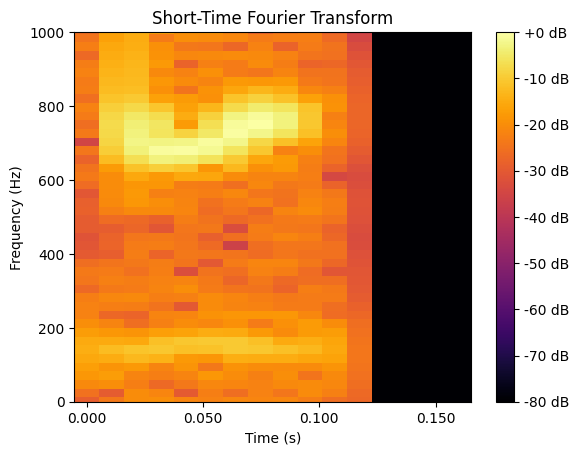 Short-Time Fourier Transform
1000
800
600
400
200
0
Frequency (Hz)
0.000
0.050
0.100
0.150
Time (s)
+0 dB
-10 dB
-20 dB
-30 dB
-40 dB
-50 dB
-60 dB
-70 dB
-80 dB